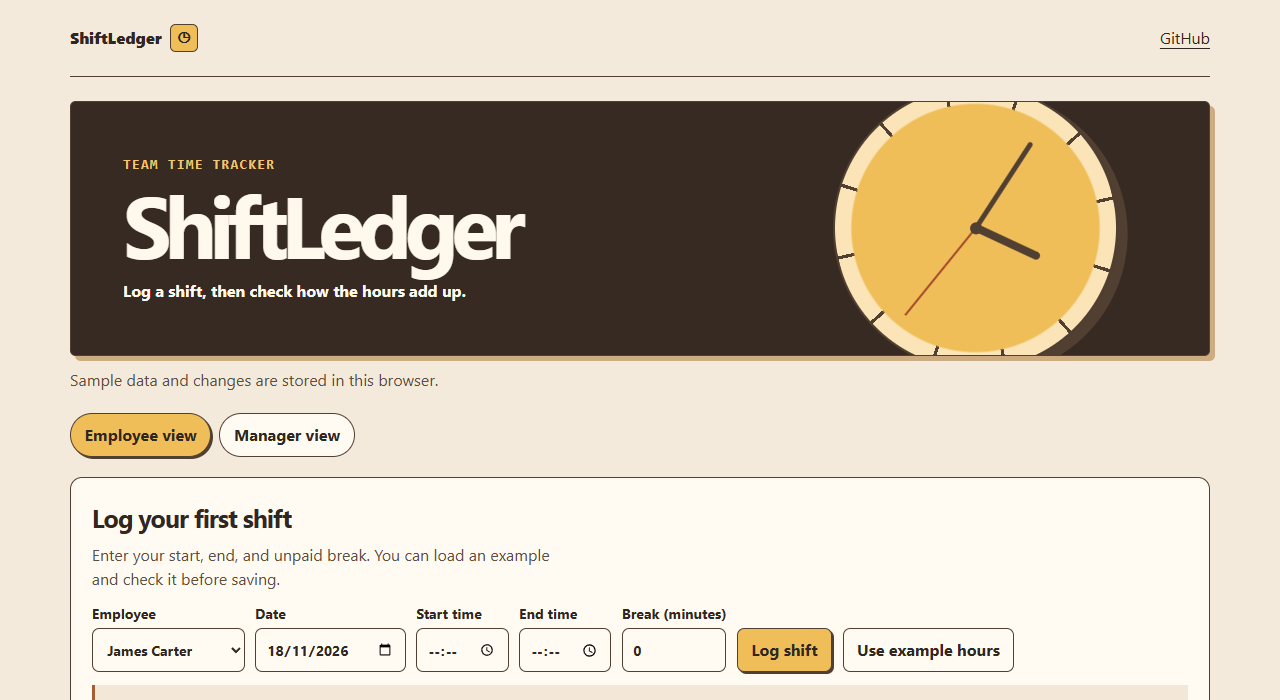 ShiftLedger
GitHub
TEAM TIME TRACKER
ShiftLedger
Log a shift, then check how the hours add up.
Sample data and changes are stored in this browser.
Employee view Manager view
Log your first shift
Enter your start, end, and unpaid break. You can load an example
and check it before saving.
Employee Date Start time End time Break (minutes)
James Carter 18/11/2026 --:-- --:-- 0 Log shift Use example hours